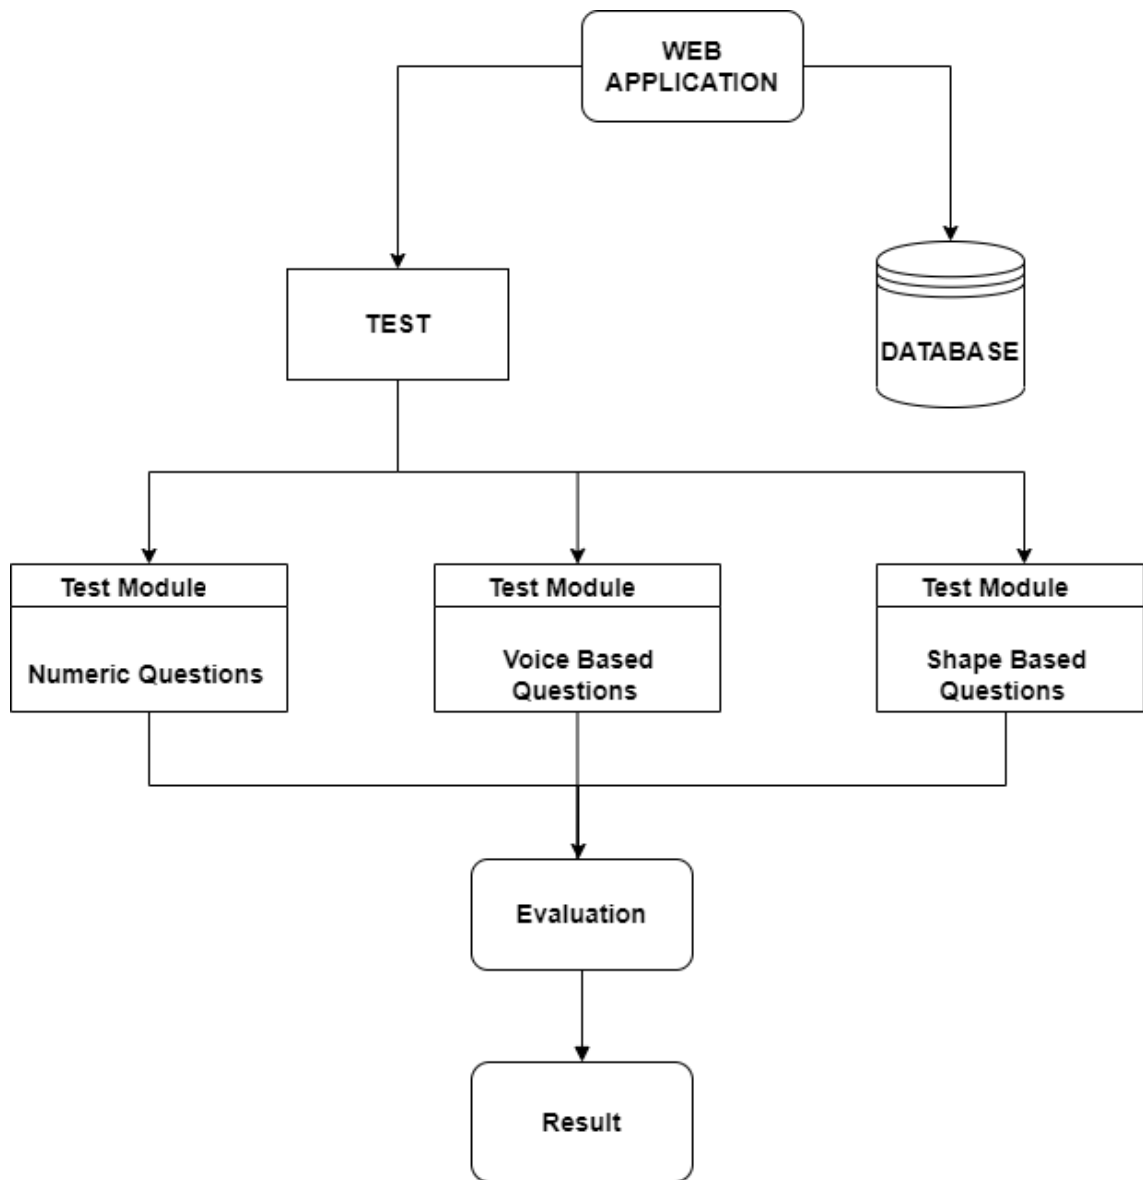 WEB
APPLICATION
TEST
DATABASE
Test Module
Numeric Questions
Test Module
Voice Based
Questions
Test Module
Shape Based
Questions
Evaluation
Result